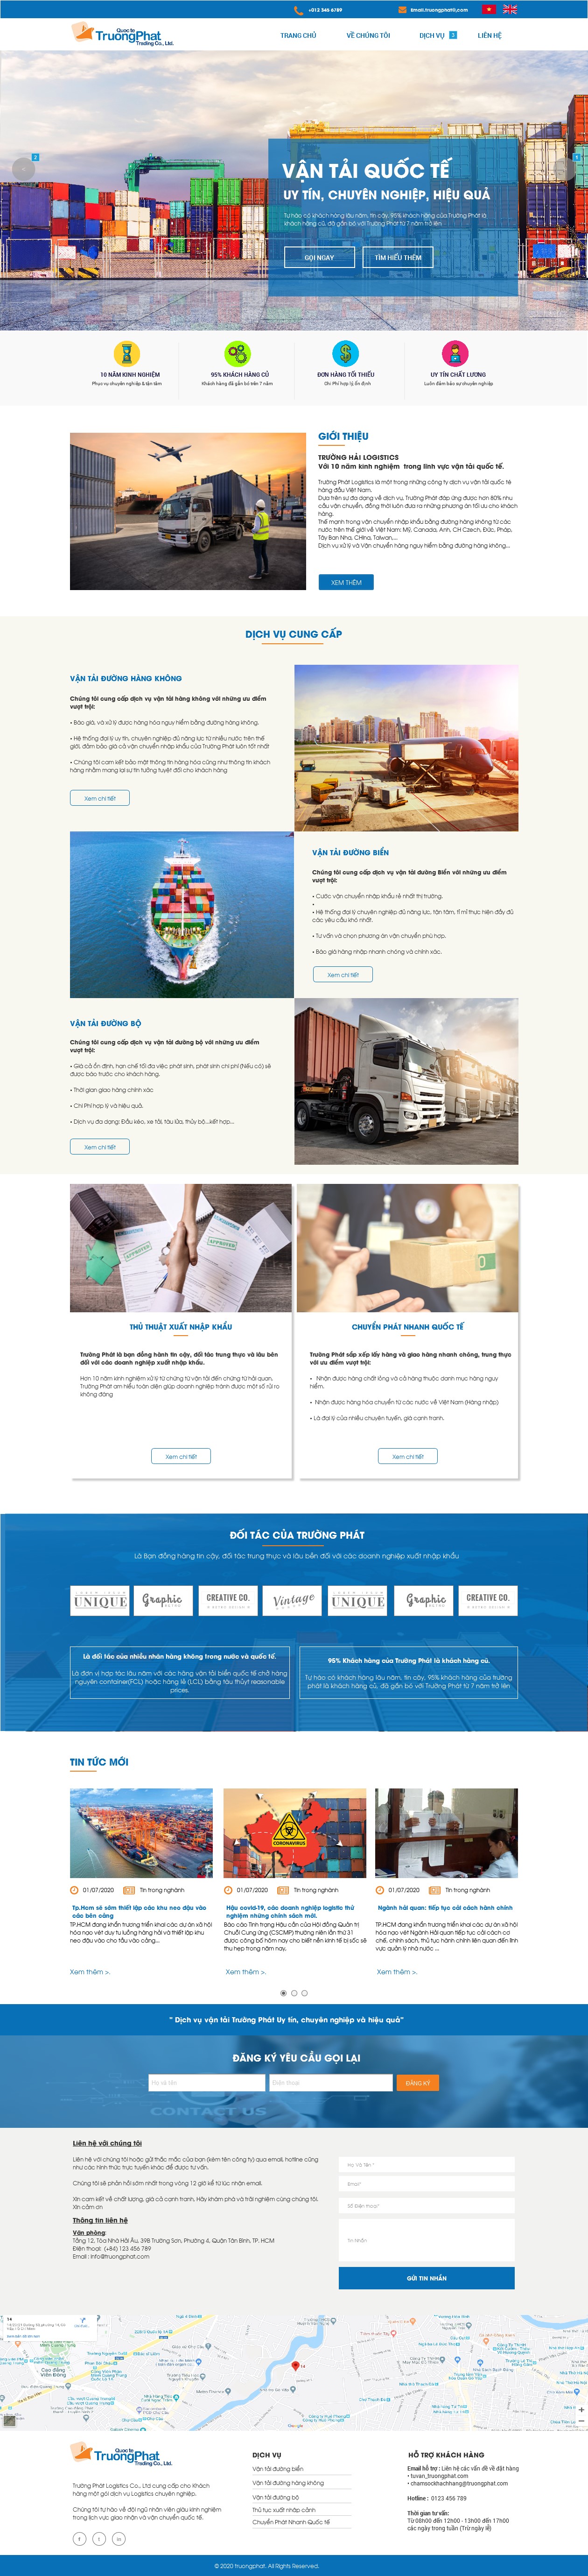 +012 345 6789
Email.truongphat@.com
Quốc tế
TruongPhat
Trading Co., Ltd.
TRANG CHỦ
VỀ CHÚNG TÔI
DỊCH VỤ
3
LIÊN HỆ
2
VẬN TẢI QUỐC TẾ
UY TÍN, CHUYÊN NGHIỆP, HIỆU QUẢ
Tự hào có khách hàng lâu năm, tin cậy, 95% khách hàng của Trường Phát là
khách hàng cũ, đã gắn bó với Trường Phát từ 7 năm trở lên
GỌI NGAY
TÌM HIỂU THÊM
10 NĂM KINH NGHIỆM
Phục vụ chuyên nghiệp & tận tâm
95% KHÁCH HÀNG CŨ
Khách hàng đã gắn bó trên 7 năm
ĐƠN HÀNG TỐI THIỂU
Chi Phí hợp lý, ổn định
UY TÍN CHẤT LƯỢNG
Luôn đảm bảo sự chuyên nghiệp
GIỚI THIỆU
TRƯỜNG HẢI LOGISTICS
Với 10 năm kinh nghiệm trong lĩnh vực vận tải quốc tế.
Trường Phát Logistics là một trong những công ty dịch vụ vận tải quốc tế
hàng đầu Việt Nam.
Dựa trên sự đa dạng về dịch vụ, Trường Phát đáp ứng được hơn 80% nhu
cầu vận chuyển, đồng thời luôn đưa ra những phương án tối ưu cho khách
hàng.
Thế mạnh trong vận chuyển nhập khẩu bằng đường hàng không từ các
nước trên thế giới về Việt Nam: Mỹ, Canada, Anh, CH Czech, Đức, Pháp,
Tây Ban Nha, CHina, Taiwan,...
Dịch vụ xử lý và Vận chuyển hàng nguy hiểm bằng đường hàng không...
XEM THÊM
DỊCH VỤ CUNG CẤP
VẬN TẢI ĐƯỜNG HÀNG KHÔNG
Chúng tôi cung cấp dịch vụ vận tải hàng không với những ưu điểm
vượt trội:
• Báo giá, và xử lý được hàng hóa nguy hiểm bằng đường hàng không.
• Hệ thống đại lý uy tín, chuyên nghiệp đủ năng lực từ nhiều nước trên thế
giới, đảm bảo giá cả vận chuyển nhập khẩu của Trường Phát luôn tốt nhất
• Chúng tôi cam kết bảo mật thông tin hàng hóa cũng như thông tin khách
hàng nhằm mang lại sự tin tưởng tuyệt đối cho khách hàng
Xem chi tiết
VẬN TẢI ĐƯỜNG BIỂN
Chúng tôi cung cấp dịch vụ vận tải đường Biển với những ưu điểm
vượt trội:
• Cước vận chuyển nhập khẩu rẻ nhất thị trường.
•
• Hệ thống đại lý chuyên nghiệp đủ năng lực, tận tâm, tỉ mỉ thực hiện đầy đủ
các yêu cầu khó nhất.
• Tư vấn và chọn phương án vận chuyển phù hợp.
• Báo giá hàng nhập nhanh chóng và chính xác.
Xem chi tiết
VẬN TẢI ĐƯỜNG BỘ
Chúng tôi cung cấp dịch vụ vận tải đường bộ với những ưu điểm
vượt trội:
• Giá cả ổn định, hạn chế tối đa việc phát sinh, phát sinh chi phí (Nếu có) sẽ
được báo trước cho khách hàng.
• Thời gian giao hàng chính xác
• Chi Phí hợp lý và hiệu quả.
• Dịch vụ đa dạng: Đầu kéo, xe tải, tàu lửa, thủy bộ...kết hợp...
Xem chi tiết
APPROVED
APPROVED
THỦ THUẬT XUẤT NHẬP KHẨU
Trường Phát là bạn đồng hành tin cậy, đối tác trung thực và lâu bền
đối với các doanh nghiệp xuất nhập khẩu.
Hơn 10 năm kinh nghiệm xử lý từ chứng từ vận tải đến chứng từ hải quan,
Trường Phát am hiểu toàn diện giúp doanh nghiệp tránh được một số rủi ro
không đáng
Xem chi tiết
CHUYỂN PHÁT NHANH QUỐC TẾ
Trường Phát sắp xếp lấy hàng và giao hàng nhanh chóng, trung thực
với ưu điểm vượt trội:
• Nhận được hàng chất lỏng và cả hàng thuộc danh mục hàng nguy
hiểm.
• Nhận được hàng hóa chuyển từ các nước về Việt Nam (Hàng nhập)
• Là đại lý của nhiều chuyên tuyến, giá cạnh tranh.
Xem chi tiết
ĐỐI TÁC CỦA TRƯỜNG PHÁT
Là Bạn đồng hàng tin cậy, đối tác trung thực và lâu bền đối với các doanh nghiệp xuất nhập khẩu
UNIQUE
Graphic
CREATIVE CO.
Vintage
UNIQUE
Graphic
CREATIVE CO.
Là đối tác của nhiều nhãn hàng không trong nước và quốc tế.
Là đơn vị hợp tác lâu năm với các hãng vận tải biển quốc tế chở hàng
nguyên container(FCL) hoặc hàng lẻ (LCL) bằng tàu thủyt reasonable
prices.
95% Khách hàng của Trường Phát là khách hàng cũ.
Tự hào có khách hàng lâu năm, tin cậy, 95% khách hàng của trường
phát là khách hàng cũ, đã gắn bó với Trường Phát từ 7 năm trở lên
TIN TỨC MỚI
CORONAVIRUS
01/07/2020
Tin trong nghành
Tp.Hcm sẽ sớm thiết lập các khu neo đậu vào
các bên cảng
TP.HCM đang khẩn trương triển khai các dự án xã hội
hóa nạo vét duy tu luồng hàng hải và thiết lập khu
neo đậu vào cho tàu vào cảng...
Xem thêm >.
01/07/2020
Tin trong nghành
Hậu covid-19, các doanh nghiệp logistic thử
nghiệm những chính sách mới.
Báo cáo Tiên trong Hậu cần của Hội đồng Quản trị
Chuỗi Cung ứng (CSCMP) thường niên lần thứ 31
được công bố hôm nay cho biết nền kinh tế bị sốc sẽ
thu hẹp trong năm nay.
Xem thêm >.
01/07/2020
Tin trong nghành
Ngành hải quan: tiếp tục cải cách hành chính
TP.HCM đang khẩn trương triển khai các dự án xã hội
hóa nạo vét Ngành Hải quan tiếp tục cải cách cơ
chế, chính sách, thủ tục hành chính liên quan đến lĩnh
vực quản lý nhà nước ...
Xem thêm >.
" Dịch vụ vận tải Trường Phát Uy tín, chuyên nghiệp và hiệu quả"
ĐĂNG KÝ YÊU CẦU GỌI LẠI
Họ và tên
Điện thoại
ĐĂNG KÝ
CONTACT US
Liên hệ với chúng tôi
Liên hệ với chúng tôi hoặc gửi thắc mắc của bạn (kèm tên công ty) qua email, hotline cũng
như các hình thức trực tuyến khác để được tư vấn.
Chúng tôi sẽ phản hồi sớm nhất trong vòng 12 giờ kể từ lúc nhận email.
Xin cam kết về chất lượng, giá cả cạnh tranh, Hãy khám phá và trải nghiệm cùng chúng tôi.
Xin cảm ơn
Thông tin liên hệ
Văn phòng:
Tầng 12, Tòa Nhà Hải Âu, 39B Trường Sơn, Phường 4, Quận Tân Bình, TP. HCM
Điện thoại: (+84) 123 456 789
Email : info@truongphat.com
Họ Và Tên *
Email*
Số Điện thoại*
Tin Nhắn
GỬI TIN NHẮN
14
Google
Quốc tế
TruongPhat
Trading Co., Ltd.
Trường Phát Logistics Co., Ltd cung cấp cho khách
hàng một gói dịch vụ Logistics chuyên nghiệp.
Chúng tôi tự hào về đội ngũ nhân viên giàu kinh nghiệm
trong lịch vực giao nhận và vận chuyển quốc tế.
DỊCH VỤ
Vận tải đường biển
Vận tải đường hàng không
Vận tải đường bộ
Thủ tục xuất nhập cảnh
Chuyển Phát Nhanh Quốc tế
HỖ TRỢ KHÁCH HÀNG
Email hỗ trợ : Liên hệ các vấn đề về đặt hàng
• tuvan_truongphat.com
• chamsockhachhang@truongphat.com
Hotline : 0123 456 789
Thời gian tư vấn:
Từ 08h00 đến 12h00 - 13h00 đến 17h00
các ngày trong tuần (Trừ ngày lễ)
© 2020 truongphat. All Rights Reserved.